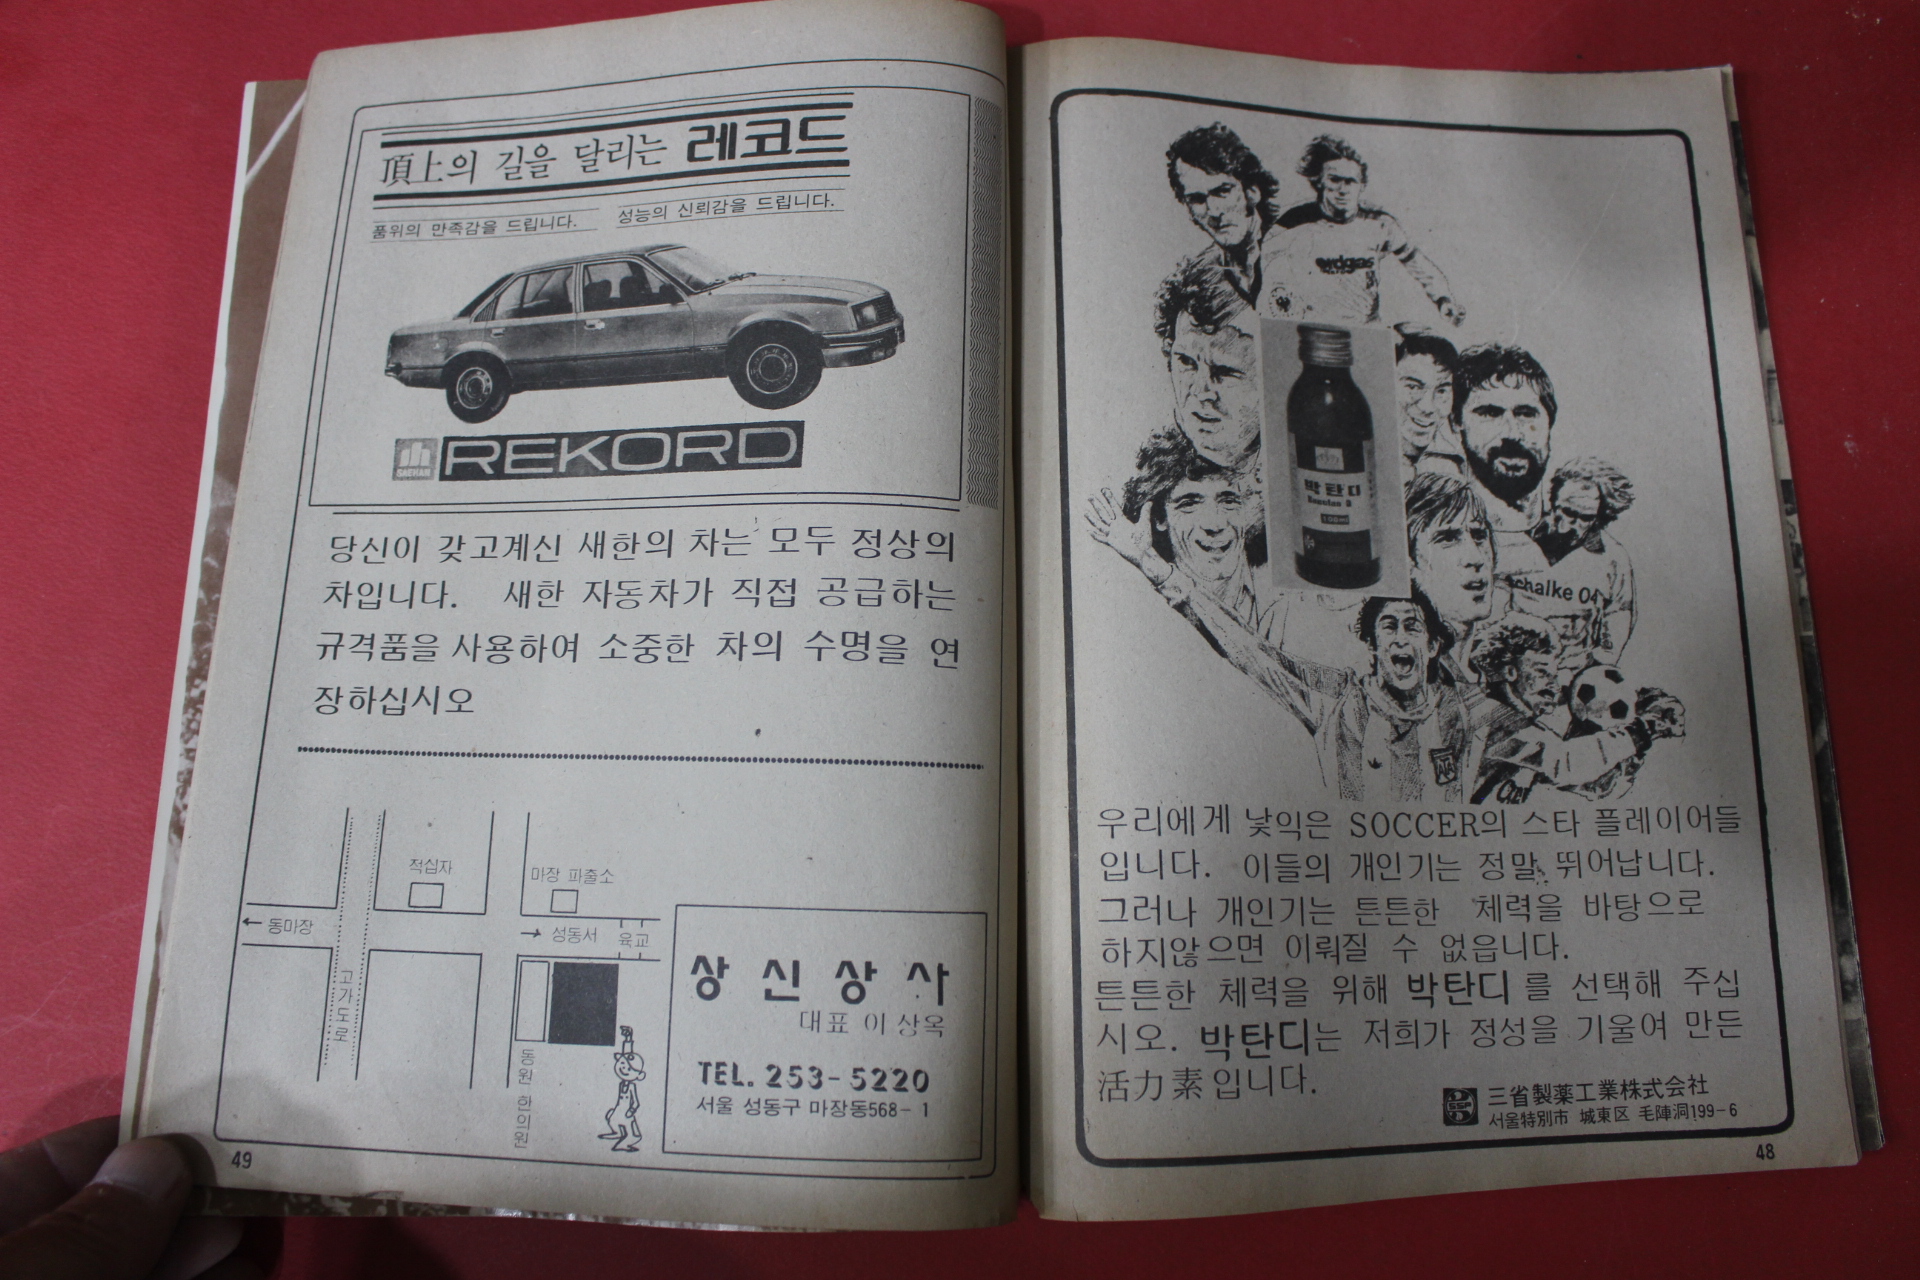 頂上의 길을 달리는 레코드
품위의 만족감을 드립니다.
성능의 신뢰감을 드립니다.
SAEHAN
REKORD
당신이 갖고계신 새한의 차는 모두 정상의
차입니다. 새한 자동차가 직접 공급하는
규격품을 사용하여 소중한 차의 수명을 연
장하십시오
적십자
마장 파출소
← 동마장
→ 성동서
육교
고가도로
동원 한의원
상신상사
대표 이상옥
TEL. 253-5220
서울 성동구 마장동568-1
49
박탄디
100ml
Schalke 04
AFA
우리에게 낯익은 SOCCER의 스타 플레이어들
입니다. 이들의 개인기는 정말 뛰어납니다.
그러나 개인기는 튼튼한 체력을 바탕으로
하지않으면 이뤄질 수 없읍니다.
튼튼한 체력을 위해 박탄디를 선택해 주십
시오. 박탄디는 저희가 정성을 기울여 만든
活力素입니다.
SSP
三省製薬工業株式会社
서울特別市 城東区 毛陣洞199-6
48